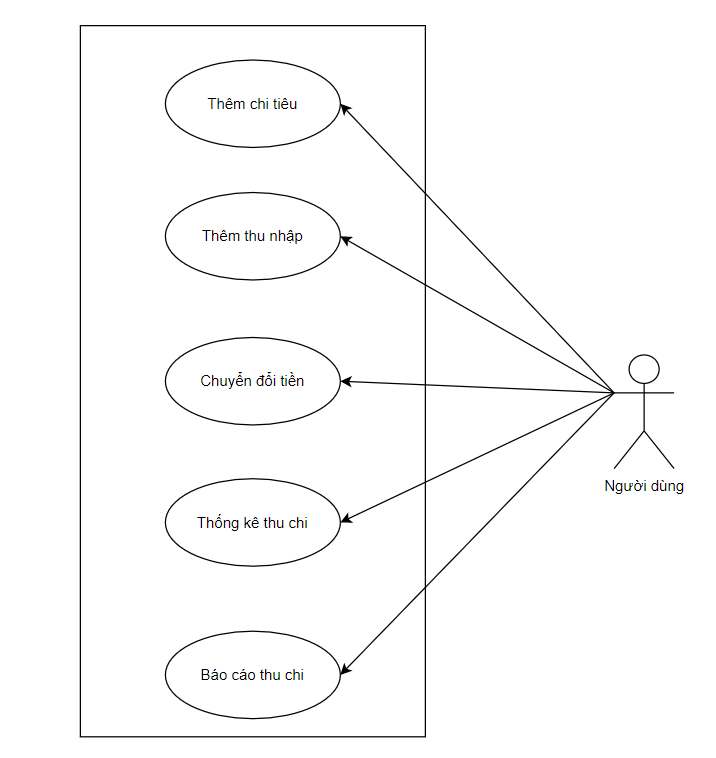 Thêm chi tiêu
Thêm thu nhập
Chuyển đổi tiền
Thống kê thu chi
Báo cáo thu chi
Người dùng